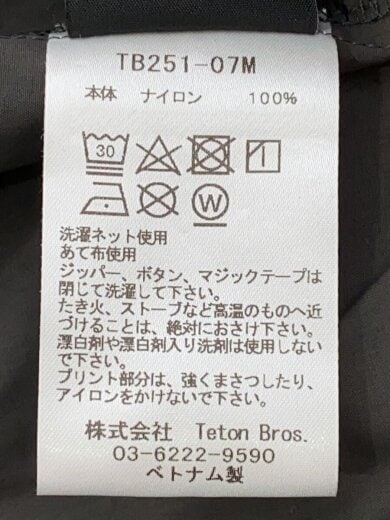 TB251-07M
本体 ナイロン 100%
30
W
洗濯ネット使用
あて布使用
ジッパー、ボタン、マジックテープは
閉じて洗濯して下さい。
たき火、ストーブなど高温のものへ近
づけることは、絶対におさけ下さい。
漂白剤や漂白剤入り洗剤は使用しない
で下さい。
プリント部分は、強くまさつしたり、
アイロンをかけないで下さい。
株式会社 Teton Bros.
03-6222-9590
ベトナム製